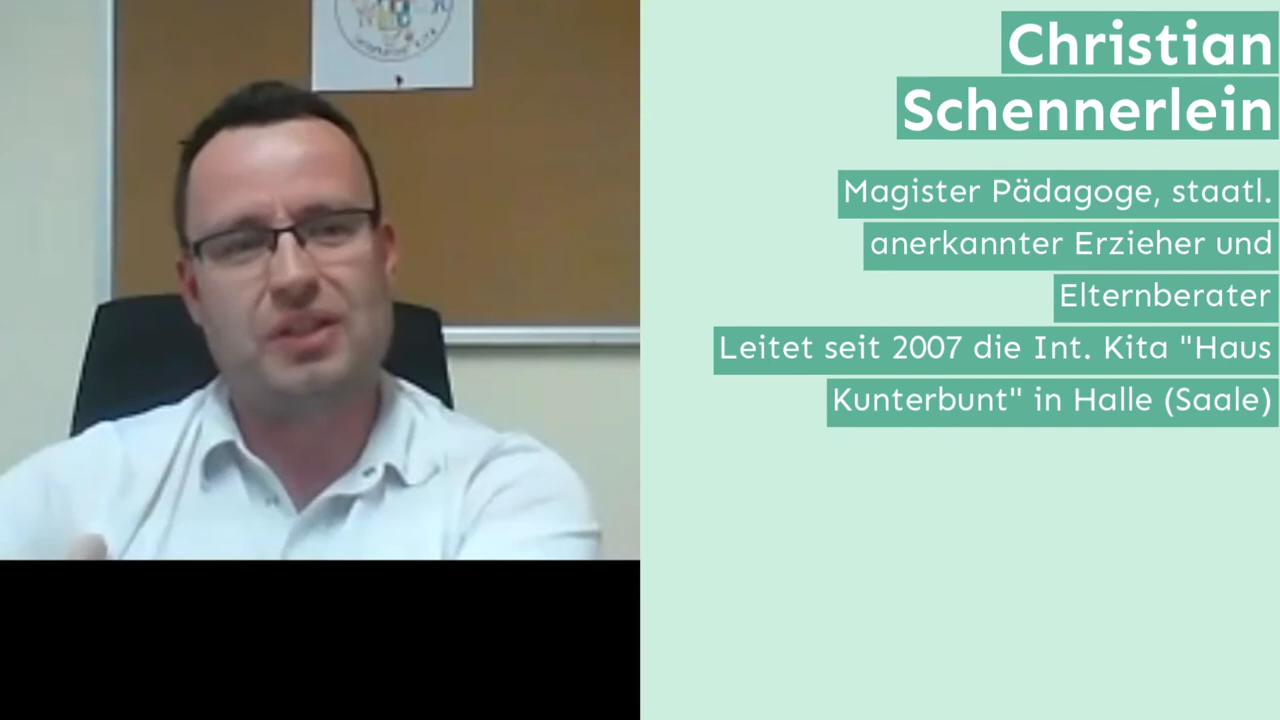 Christian
Schennerlein
Magister Pädagoge, staatl.
anerkannter Erzieher und
Elternberater
Leitet seit 2007 die Int. Kita "Haus
Kunterbunt" in Halle (Saale)